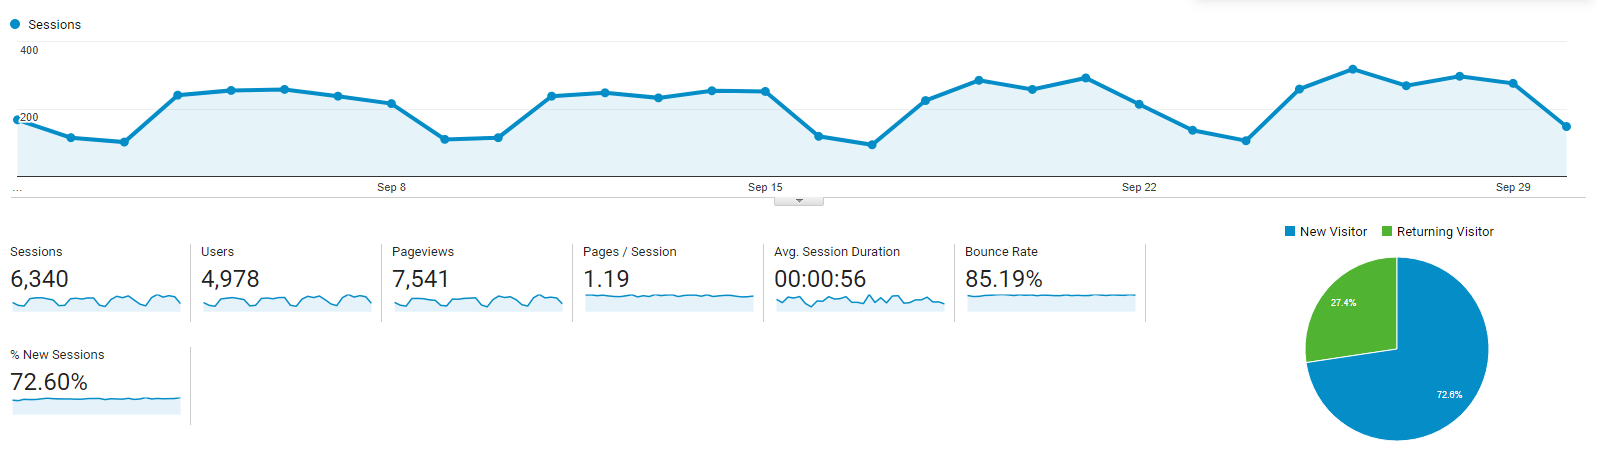 Sessions
400
200
... Sep 8 Sep 15 Sep 22 Sep 29
New Visitor Returning Visitor
Sessions Users Pageviews Pages / Session Avg. Session Duration Bounce Rate
6,340 4,978 7,541 1.19 00:00:56 85.19%
27.4%
% New Sessions
72.60%
72.6%